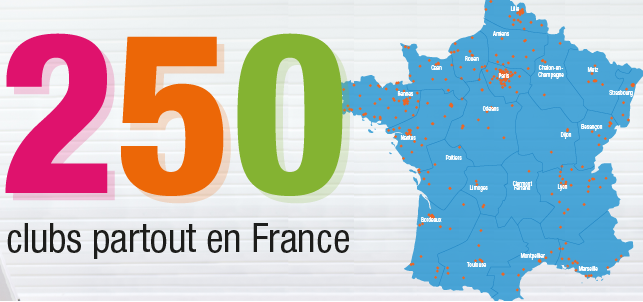 250
clubs partout en France
Lille
Amiens
Rouen
Caen
Paris
Chalon-en-
Champagne
Metz
Strasbourg
Rennes
Orléans
Nantes
Dijon
Besançon
Poitiers
Limoges
Clermont
Ferrand
Lyon
Bordeaux
Toulouse
Montpellier
Marseille